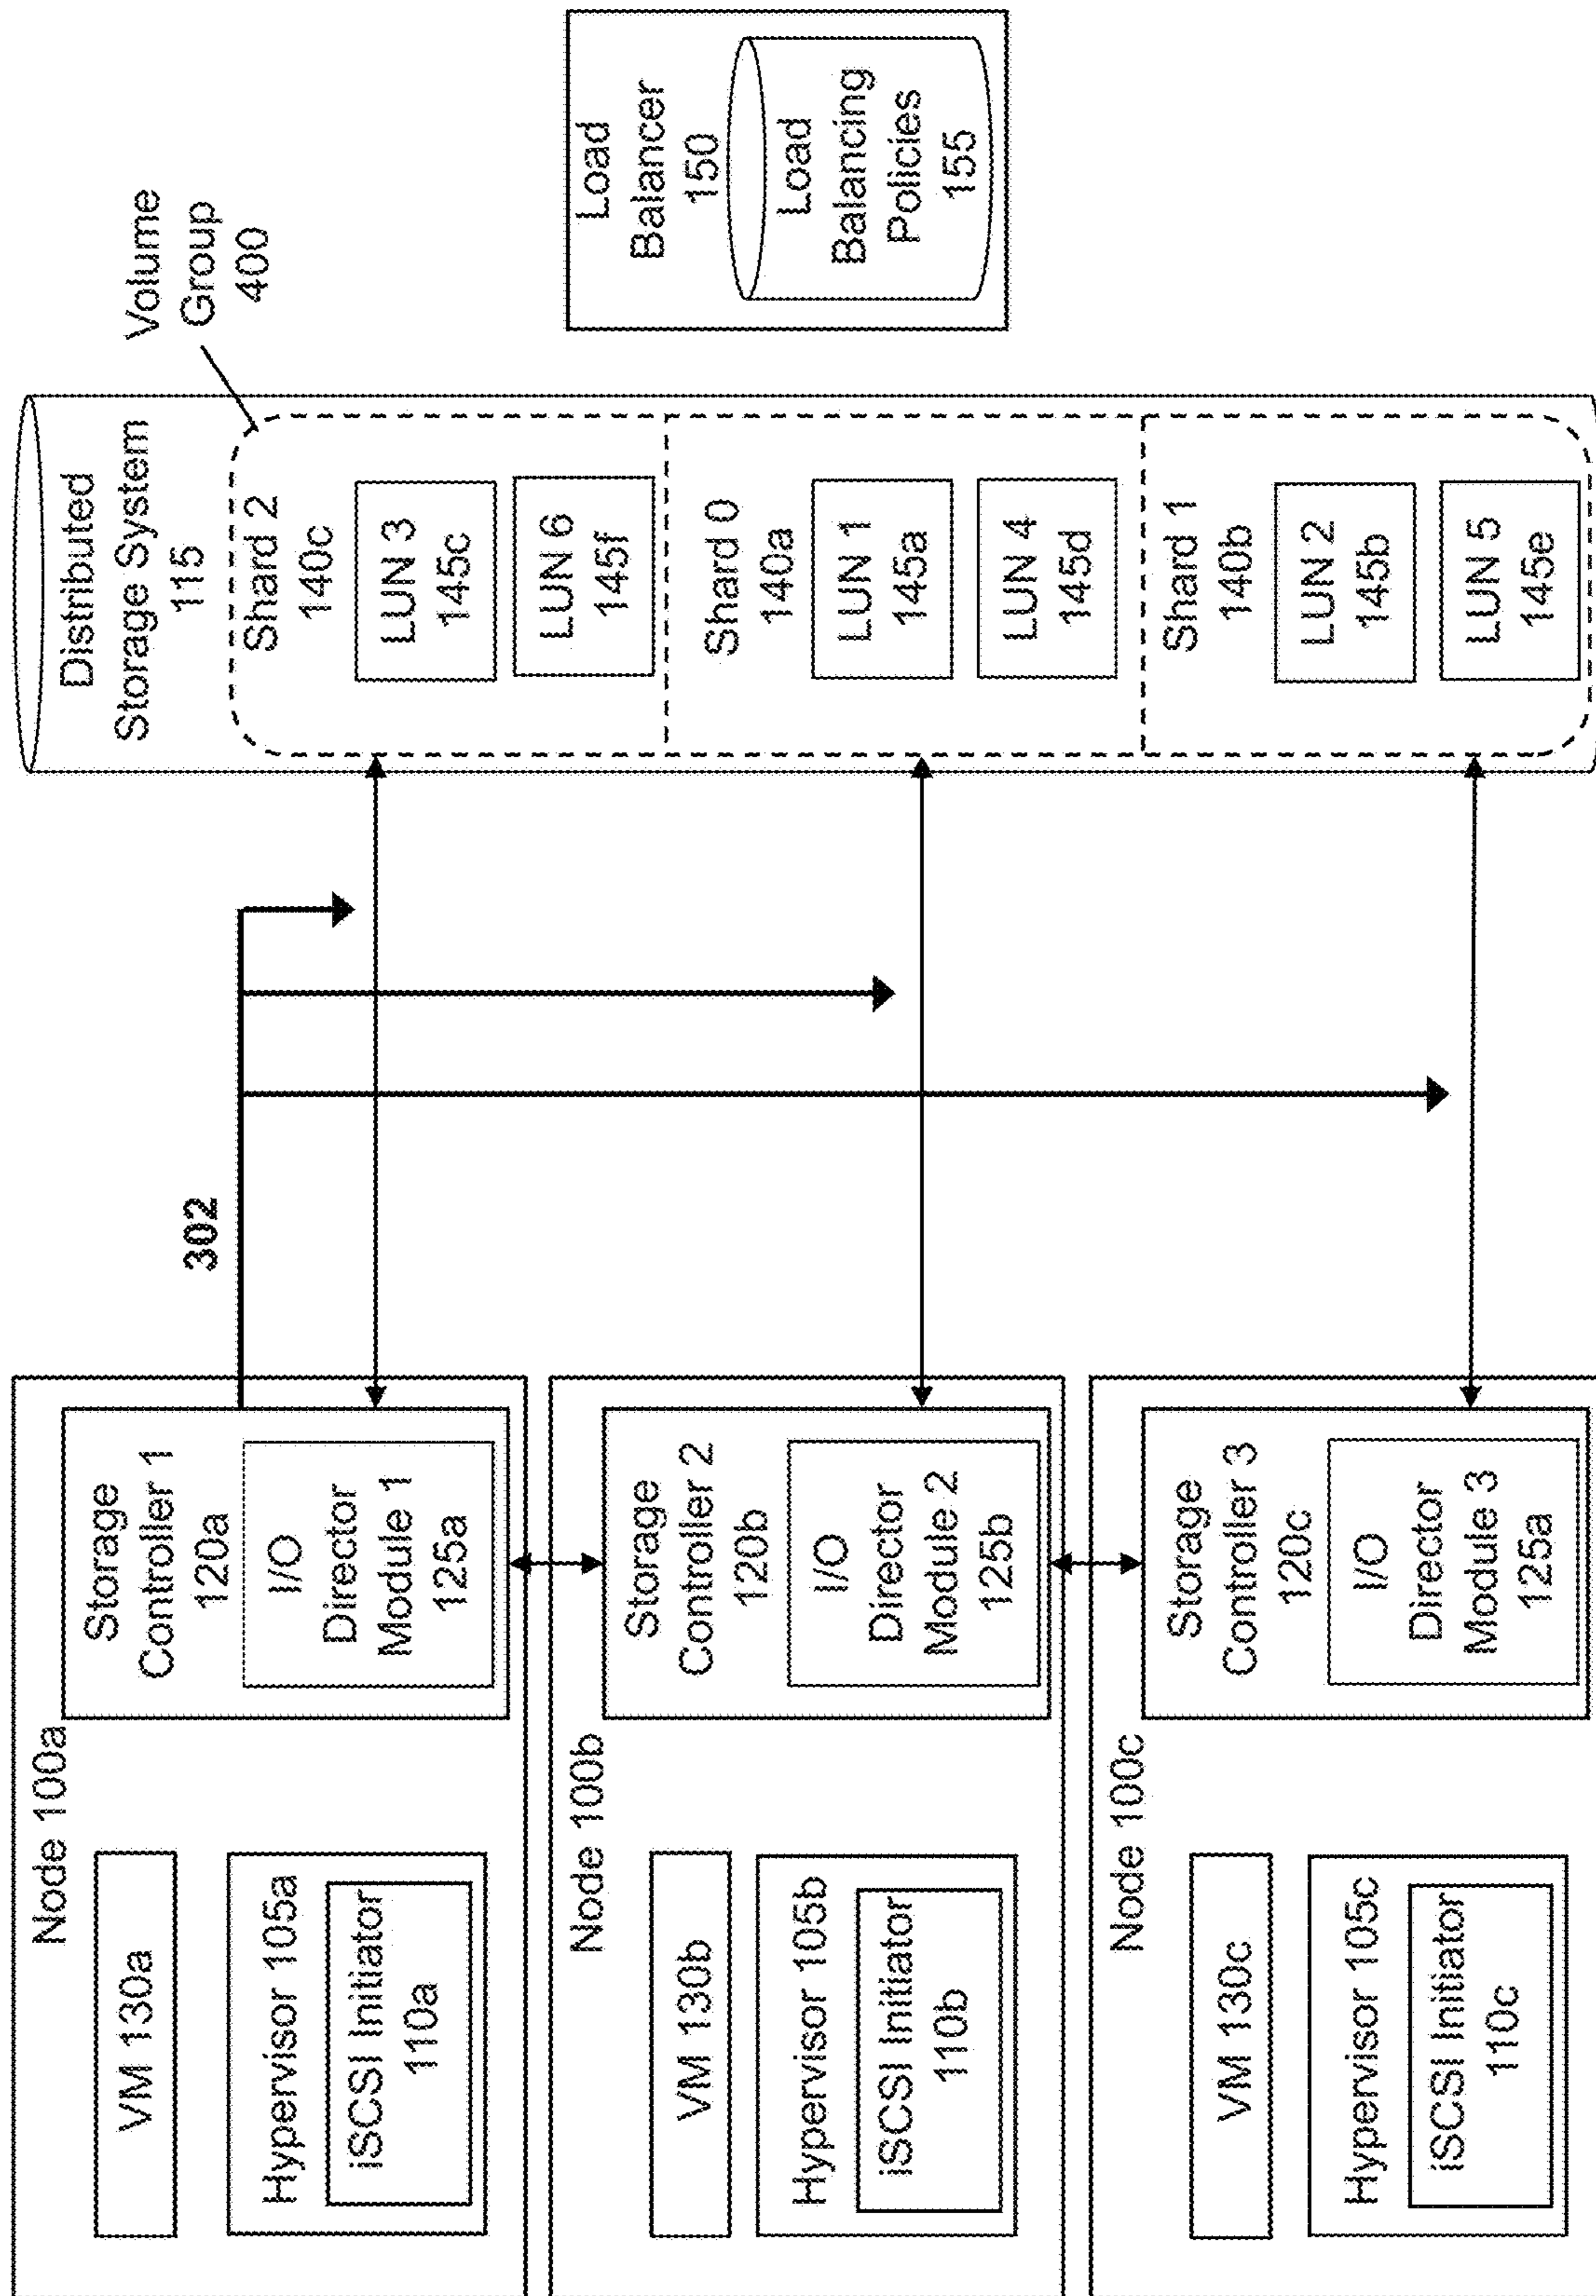 Node 100a
VM 130a
Hypervisor 105a
iSCSI Initiator
110a
Storage
Controller 1
120a
I/O
Director
Module 1
125a
Node 100b
VM 130b
Hypervisor 105b
iSCSI Initiator
110b
Storage
Controller 2
120b
I/O
Director
Module 2
125b
Node 100c
VM 130c
Hypervisor 105c
iSCSI Initiator
110c
Storage
Controller 3
120c
I/O
Director
Module 3
125a
302
Distributed
Storage System
115
Shard 2
140c
LUN 3
145c
LUN 6
145f
Shard 0
140a
LUN 1
145a
LUN 4
145d
Shard 1
140b
LUN 2
145b
LUN 5
145e
Volume
Group
400
Load
Balancer
150
Load
Balancing
Policies
155